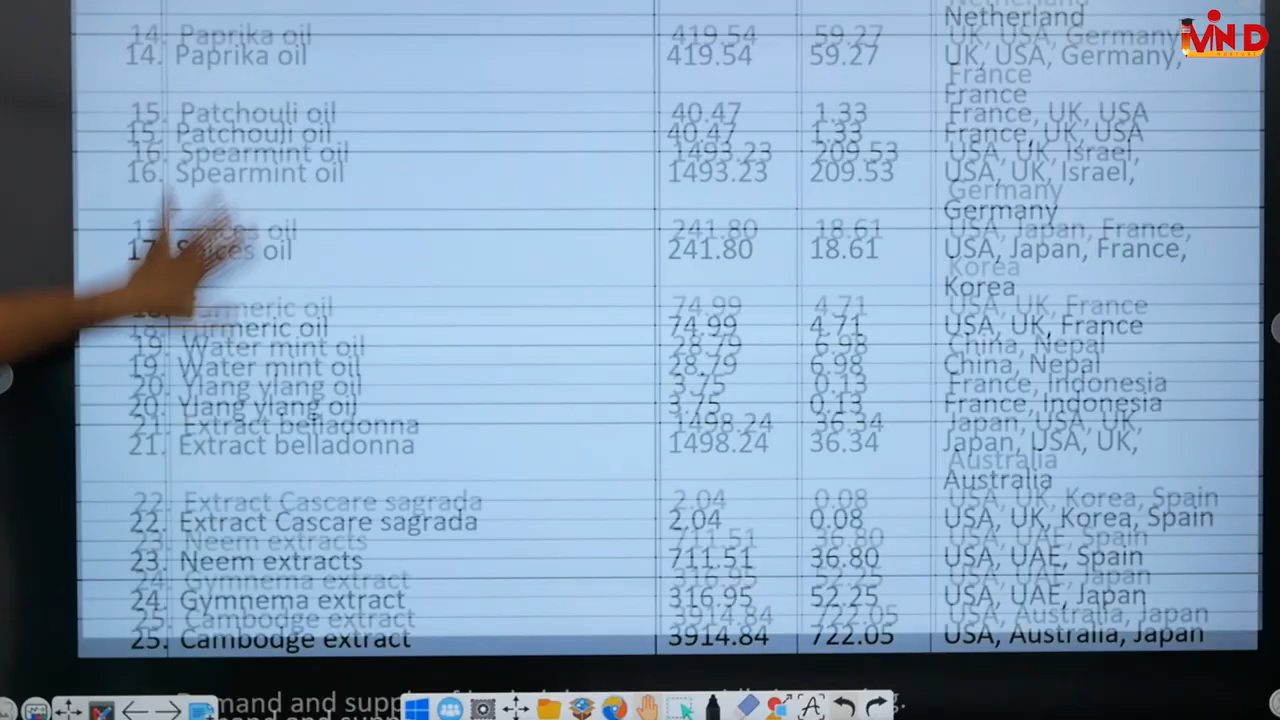 Netherland
14. Paprika oil 419.54 59.27 UK, USA, Germany,
France
15. Patchouli oil 40.47 1.33 France, UK, USA
16. Spearmint oil 1493.23 209.53 USA, UK, Israel,
Germany
17. Spices oil 241.80 18.61 USA, Japan, France,
Korea
18. Turmeric oil 74.99 4.71 USA, UK, France
19. Water mint oil 28.79 6.98 China, Nepal
20. Ylang ylang oil 3.75 0.13 France, Indonesia
21. Extract belladonna 1498.24 36.34 Japan, USA, UK,
Australia
22. Extract Cascare sagrada 2.04 0.08 USA, UK, Korea, Spain
23. Neem extracts 711.51 36.80 USA, UAE, Spain
24. Gymnema extract 316.95 52.25 USA, UAE, Japan
25. Cambodge extract 3914.84 722.05 USA, Australia, Japan
Demand and supply
MIND